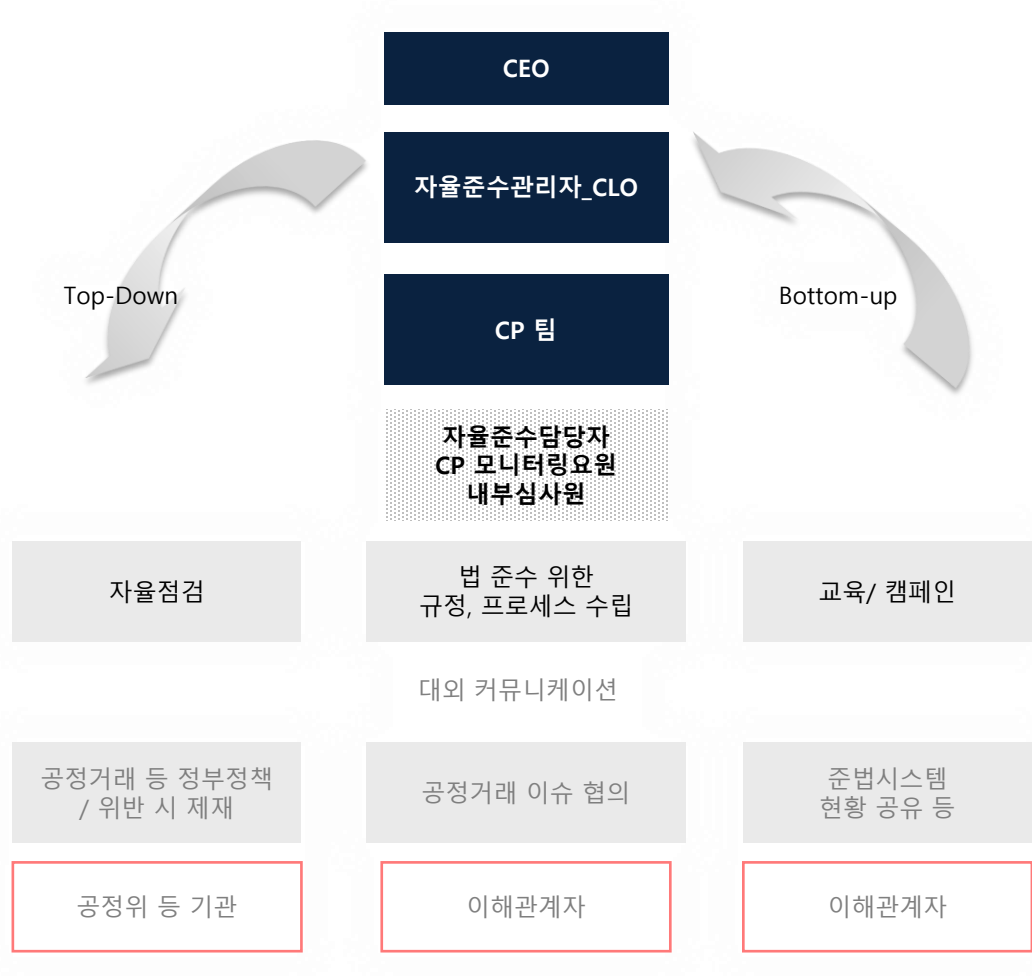 CEO
자율준수관리자_CLO
Top-Down
Bottom-up
CP 팀
자율준수담당자
CP 모니터링요원
내부심사원
자율점검
법 준수 위한
규정, 프로세스 수립
교육/ 캠페인
대외 커뮤니케이션
공정거래 등 정부정책
/ 위반 시 제재
공정거래 이슈 협의
준법시스템
현황 공유 등
공정위 등 기관
이해관계자
이해관계자